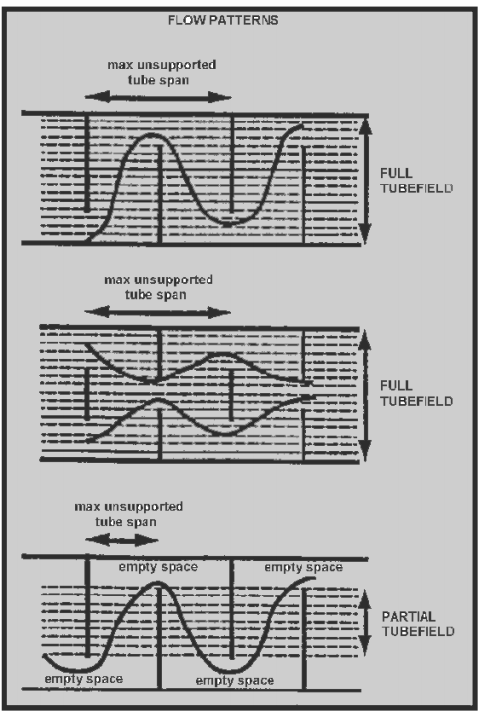 FLOW PATTERNS
max unsupported
tube span
FULL
TUBEFIELD
max unsupported
tube span
FULL
TUBEFIELD
max unsupported
tube span
empty space
empty space
PARTIAL
TUBEFIELD
empty space
empty space